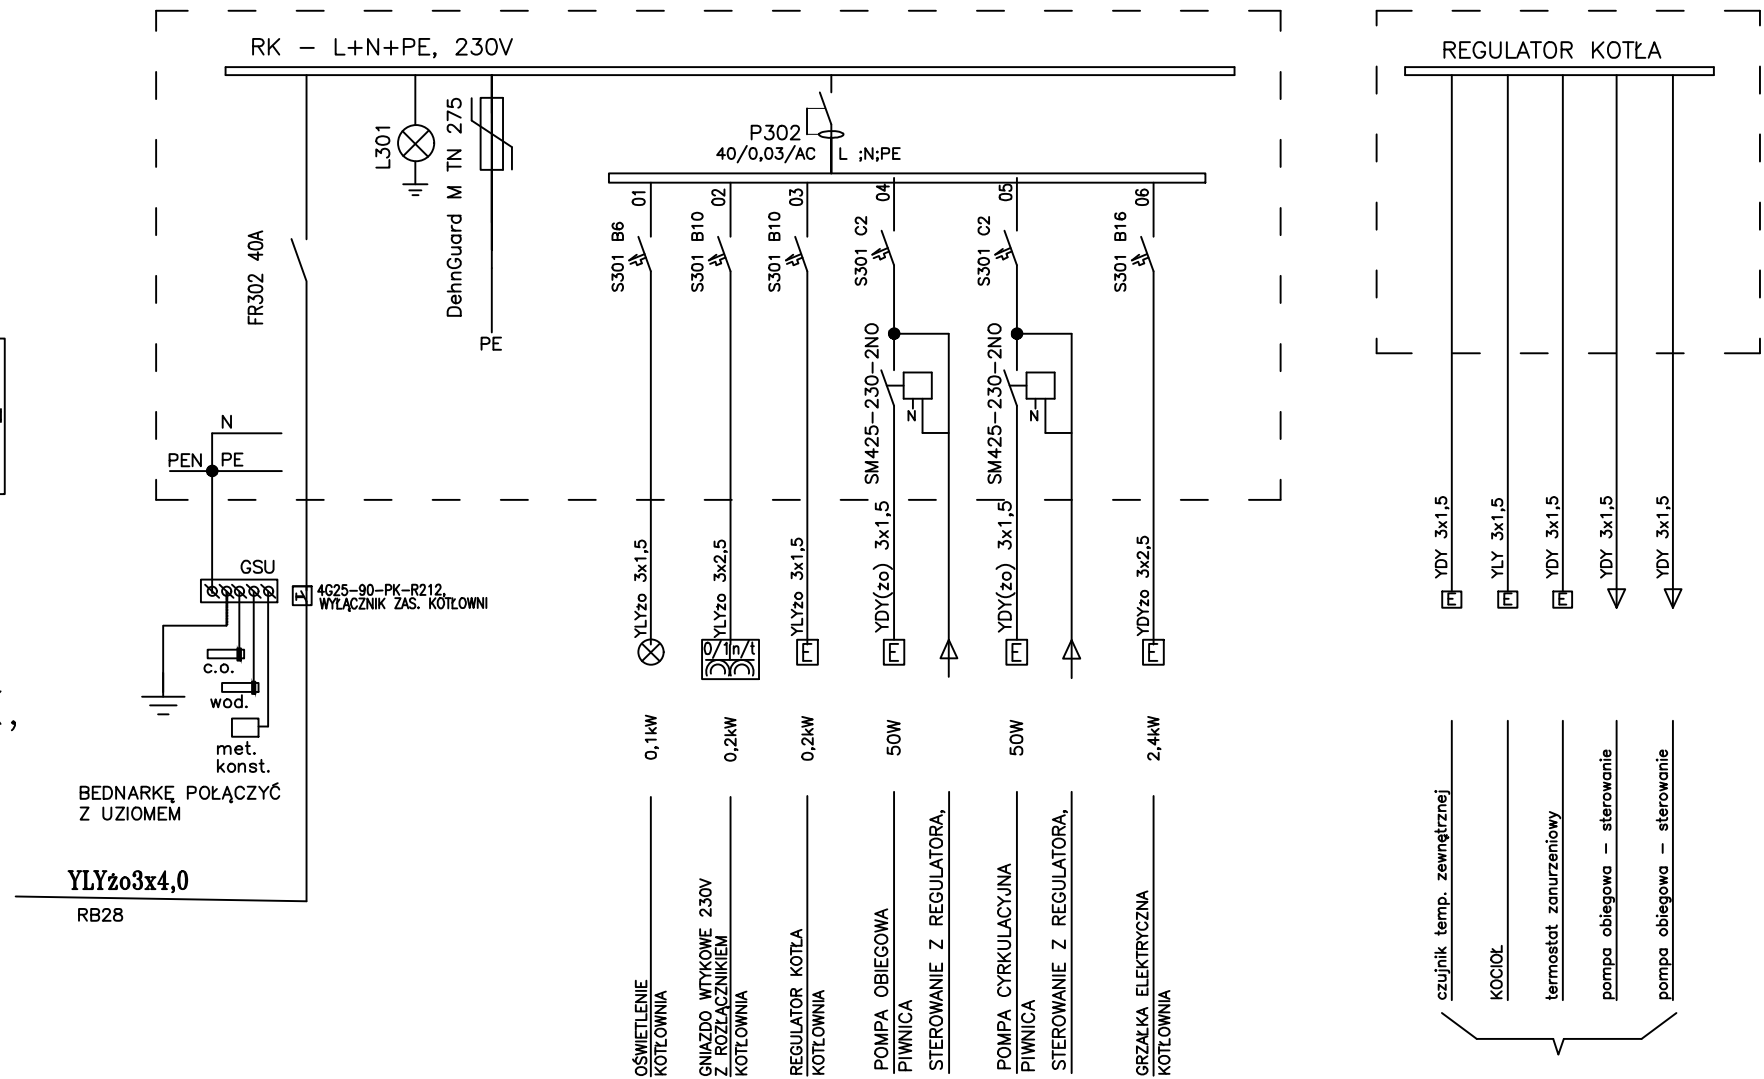 RK – L+N+PE, 230V
REGULATOR KOTŁA
L301
DehnGuard M TN 275
P302
40/0,03/AC
L ;N;PE
FR302 40A
PE
01
02
03
04
05
06
S301 B6
S301 B10
S301 B10
S301 C2
S301 C2
S301 B16
SM425-230-2NO
SM425-230-2NO
N
N
N
PEN
PE
GSU
1
4G25-90-PK-R212,
WYŁĄCZNIK ZAS. KOTŁOWNI
c.o.
wod.
met.
konst.
BEDNARKĘ POŁĄCZYĆ
Z UZIOMEM
YLYżo3x4,0
RB28
YLYżo 3x1,5
YLYżo 3x2,5
YLYżo 3x1,5
YDY(żo) 3x1,5
YDY(żo) 3x1,5
YDYżo 3x2,5
YDY 3x1,5
YLY 3x1,5
YDY 3x1,5
YDY 3x1,5
YDY 3x1,5
0/1 n/t
E
E
E
E
E
E
E
0,1kW
0,2kW
0,2kW
50W
50W
2,4kW
OŚWIETLENIE
KOTŁOWNIA
GNIAZDO WTYKOWE 230V
Z ROZŁĄCZNIKIEM
KOTŁOWNIA
REGULATOR KOTŁA
KOTŁOWNIA
POMPA OBIEGOWA
PIWNICA
STEROWANIE Z REGULATORA,
POMPA CYRKULACYJNA
PIWNICA
STEROWANIE Z REGULATORA,
GRZAŁKA ELEKTRYCZNA
KOTŁOWNIA
czujnik temp. zewnętrznej
KOCIOŁ
termostat zanurzeniowy
pompa obiegowa – sterowanie
pompa obiegowa – sterowanie